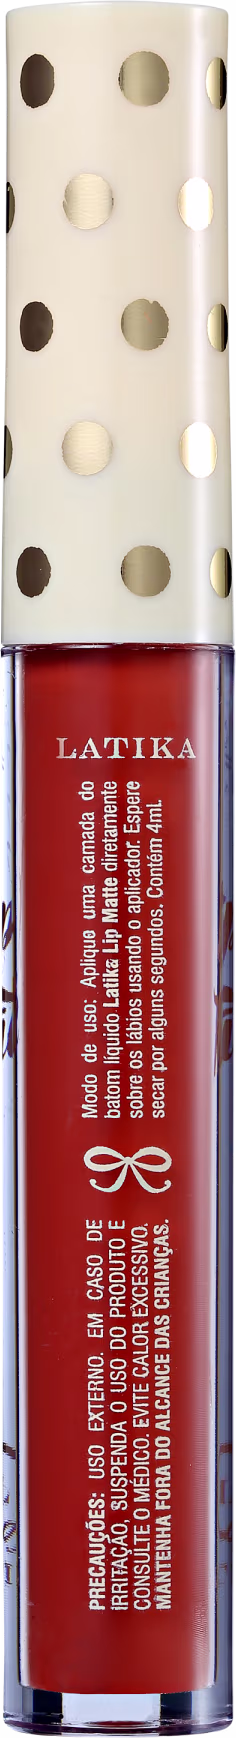 LATIKA
Modo de uso: Aplique uma camada do
batom líquido Latika Lip Matte diretamente
sobre os lábios usando o aplicador. Espere
secar por alguns segundos. Contém 4ml.
PRECAUÇÕES: USO EXTERNO. EM CASO DE
IRRITAÇÃO, SUSPENDA O USO DO PRODUTO E
CONSULTE O MÉDICO. EVITE CALOR EXCESSIVO.
MANTENHA FORA DO ALCANCE DAS CRIANÇAS.